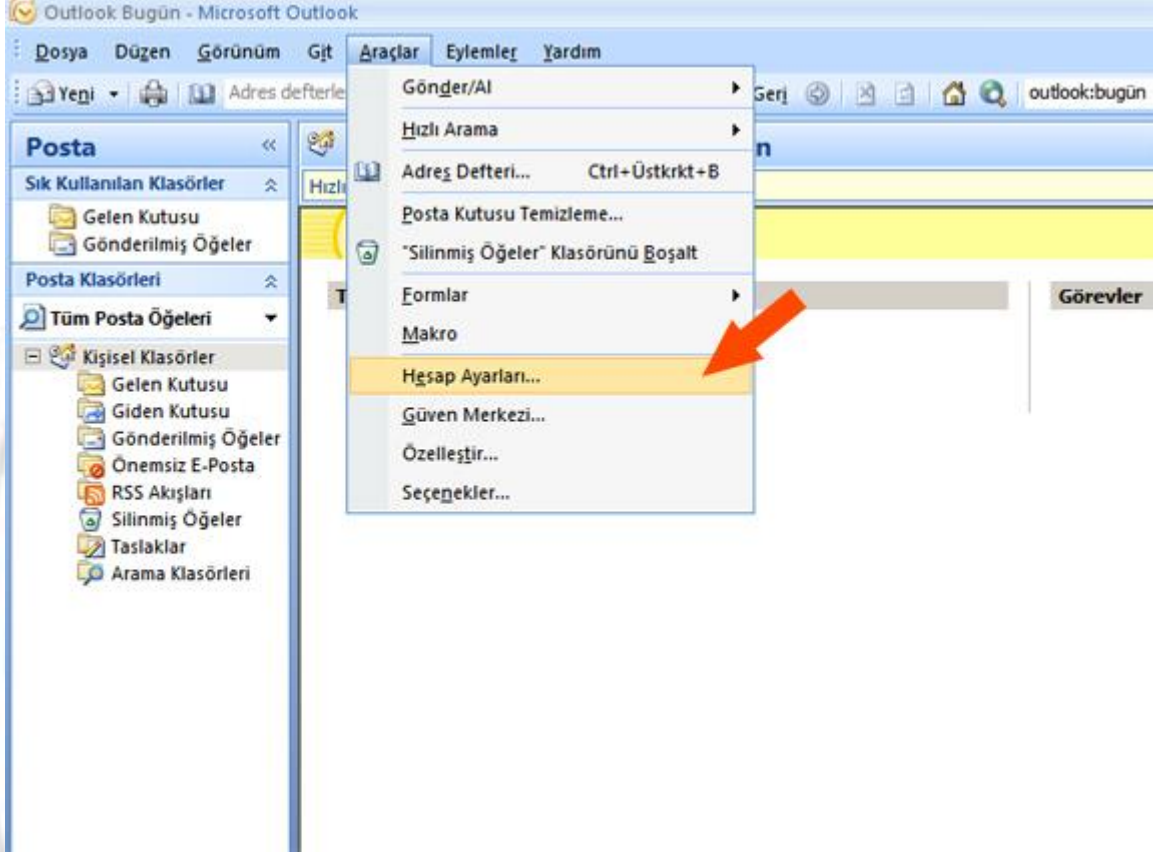 Outlook Bugün - Microsoft Outlook
Dosya Düzen Görünüm Git Araçlar Eylemler Yardım
Yeni Adres defterle Geri outlook:bugün
Posta
Sık Kullanılan Klasörler
Gelen Kutusu
Gönderilmiş Öğeler
Posta Klasörleri
Tüm Posta Öğeleri
Kişisel Klasörler
Gelen Kutusu
Giden Kutusu
Gönderilmiş Öğeler
Önemsiz E-Posta
RSS Akışları
Silinmiş Öğeler
Taslaklar
Arama Klasörleri
Gönder/Al
Hızlı Arama
Adres Defteri... Ctrl+Üstkrkt+B
Posta Kutusu Temizleme...
"Silinmiş Öğeler" Klasörünü Boşalt
Formlar
Makro
Hesap Ayarları...
Güven Merkezi...
Özelleştir...
Seçenekler...
n
Hızlı
T
Görevler